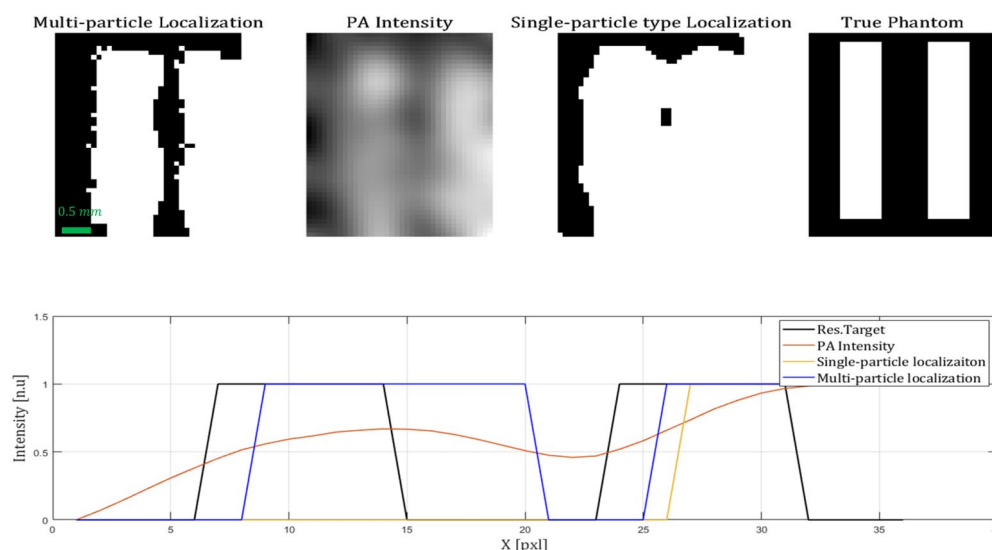 Multi-particle Localization
PA Intensity
Single-particle type Localization
True Phantom
0.5 mm
1.5
1
0.5
0
Intensity [n.u]
Res.Target
PA Intensity
Single-particle localizaiton
Multi-particle localization
5
10
15
20
25
30
35
X [pxl]